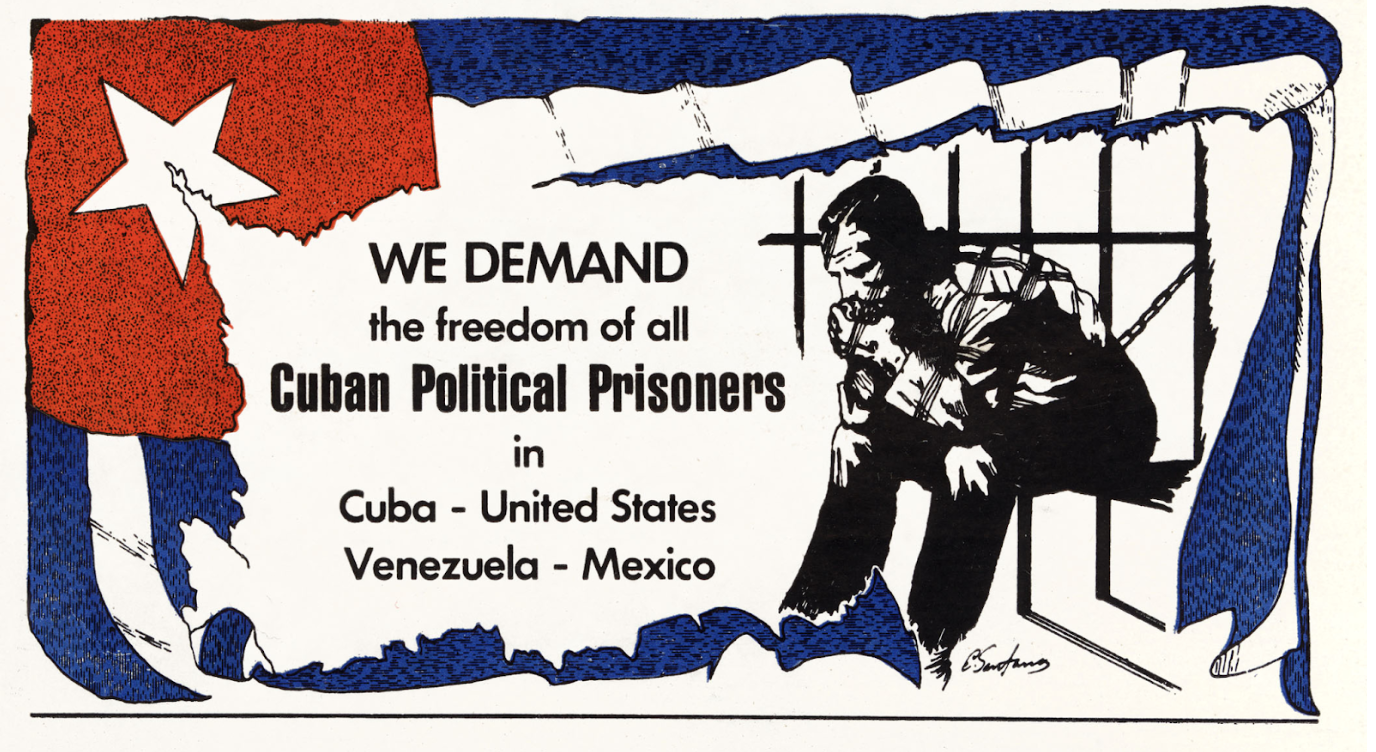 WE DEMAND
the freedom of all
Cuban Political Prisoners
in
Cuba - United States
Venezuela - Mexico